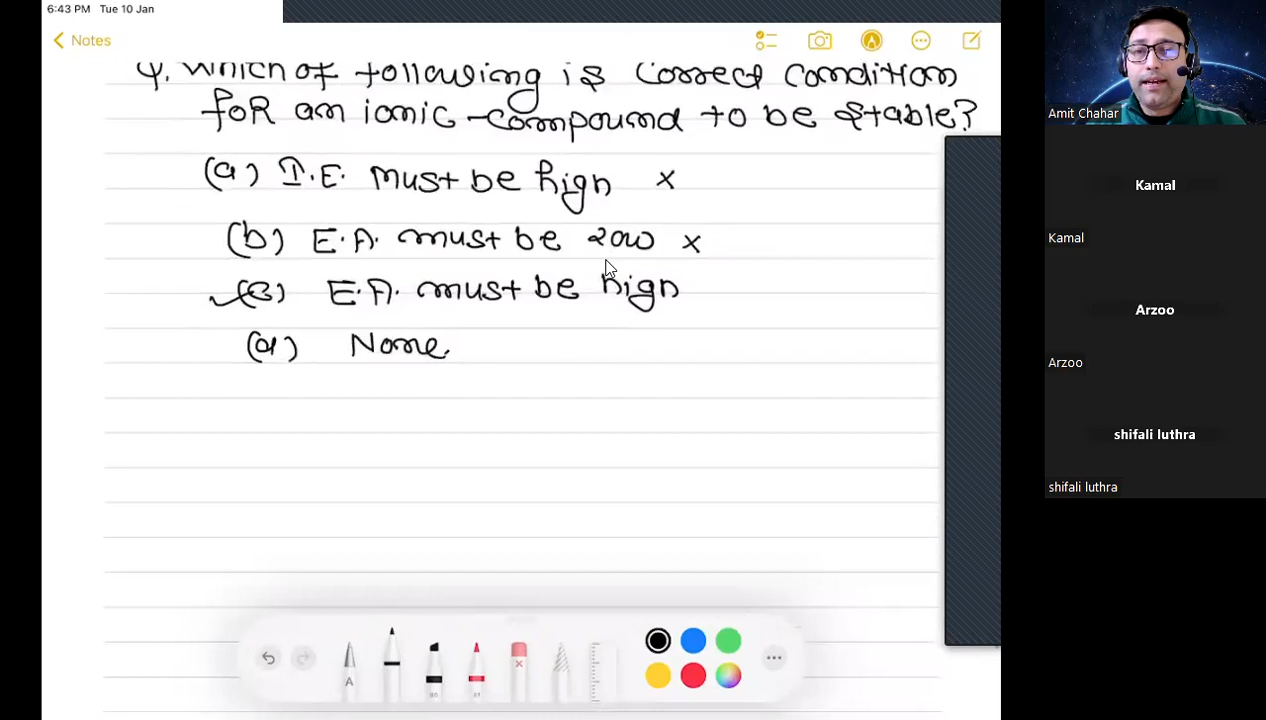 6:43 PM Tue 10 Jan
Notes
Q. Which of following is correct condition
for an ionic compound to be stable?
(a) I.E. must be high ×
(b) E.A. must be low ×
(c) E.A. must be high
(d) None.
A
Amit Chahar
Kamal
Kamal
Arzoo
Arzoo
shifali luthra
shifali luthra